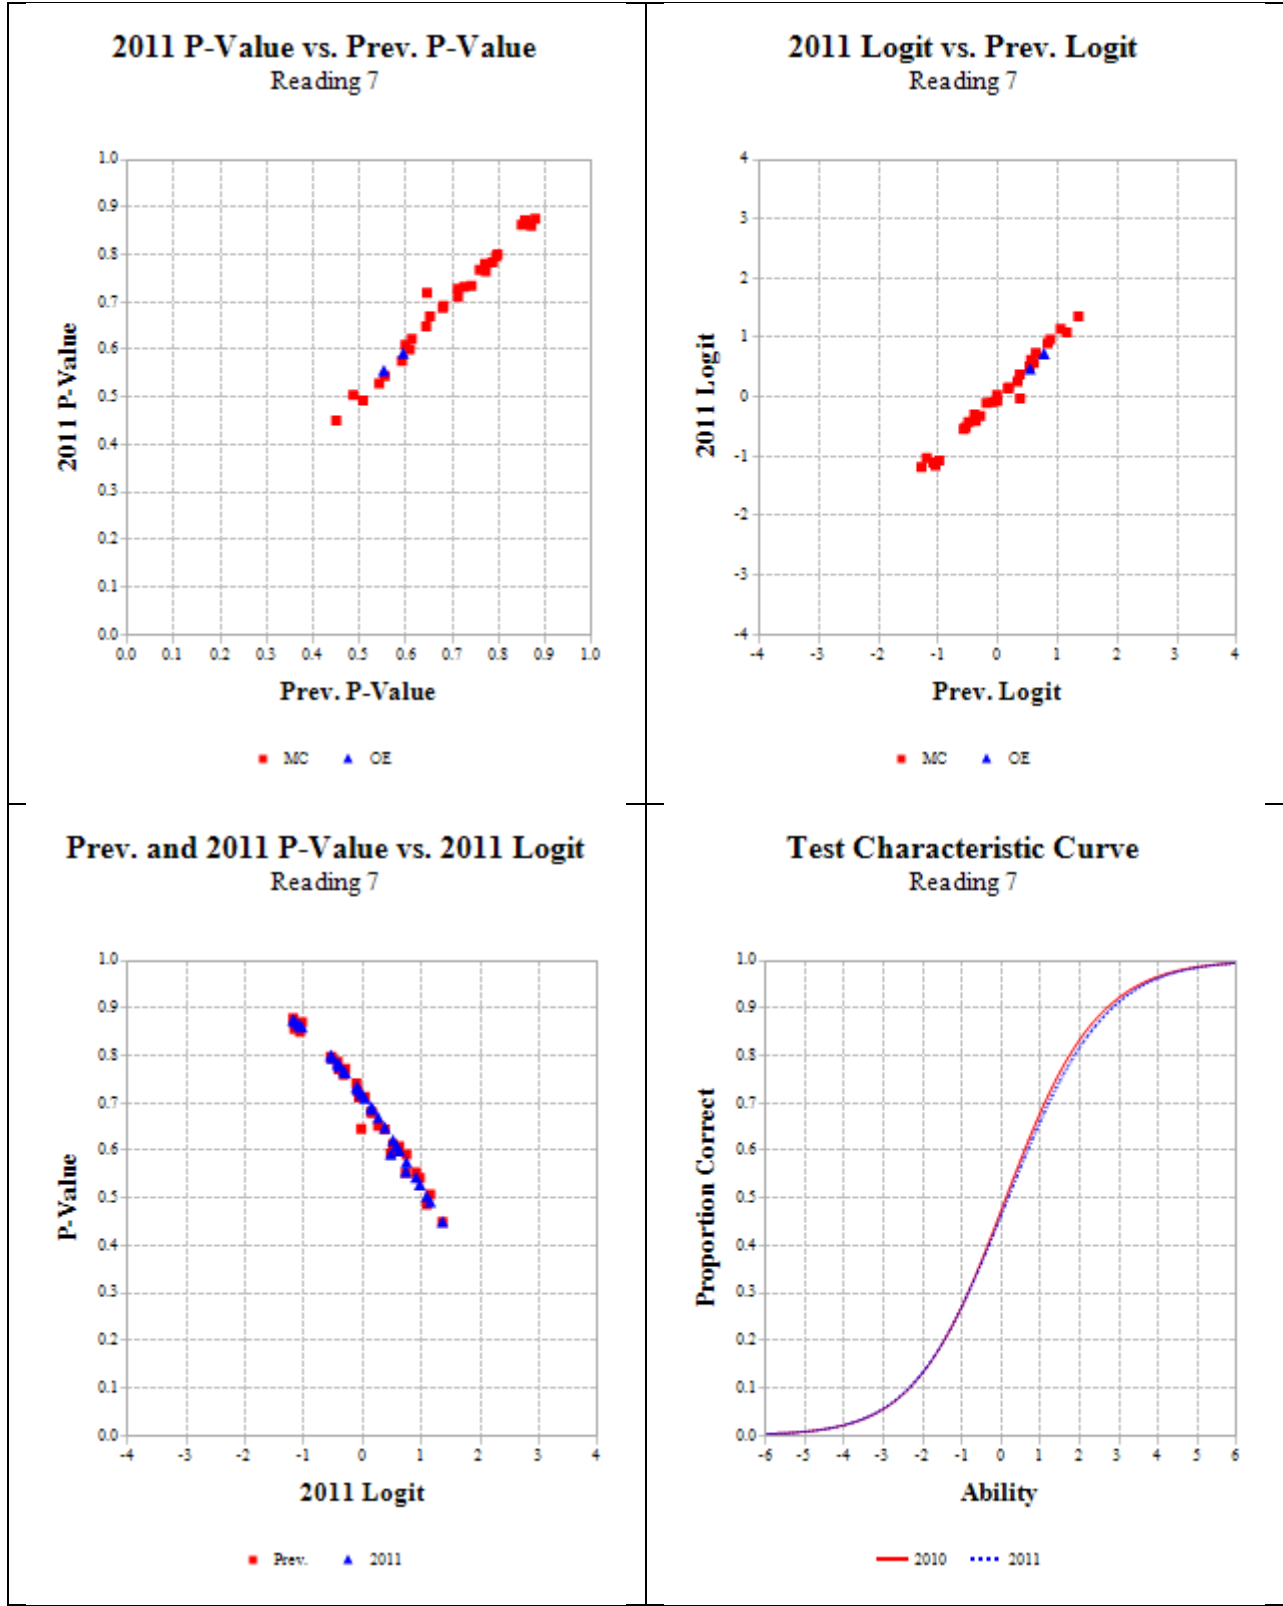 2011 P-Value vs. Prev. P-Value
Reading 7
1.0
0.9
0.8
0.7
0.6
0.5
0.4
0.3
0.2
0.1
0.0
2011 P-Value
0.0 0.1 0.2 0.3 0.4 0.5 0.6 0.7 0.8 0.9 1.0
Prev. P-Value
MC OE
2011 Logit vs. Prev. Logit
Reading 7
4
3
2
1
0
-1
-2
-3
-4
2011 Logit
-4 -3 -2 -1 0 1 2 3 4
Prev. Logit
MC OE
Prev. and 2011 P-Value vs. 2011 Logit
Reading 7
1.0
0.9
0.8
0.7
0.6
0.5
0.4
0.3
0.2
0.1
0.0
P-Value
-4 -3 -2 -1 0 1 2 3 4
2011 Logit
Prev. 2011
Test Characteristic Curve
Reading 7
1.0
0.9
0.8
0.7
0.6
0.5
0.4
0.3
0.2
0.1
0.0
Proportion Correct
-6 -5 -4 -3 -2 -1 0 1 2 3 4 5 6
Ability
2010 2011